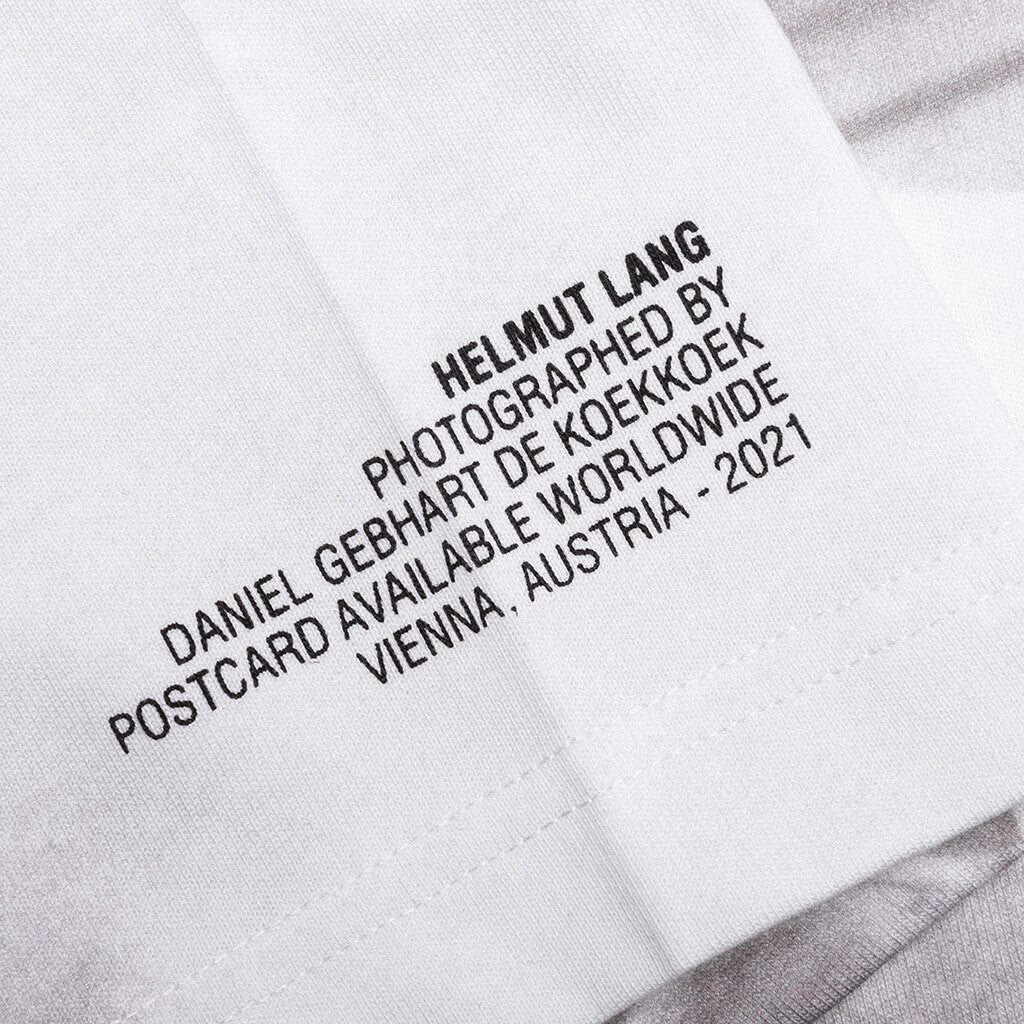 HELMUT LANG
PHOTOGRAPHED BY
DANIEL GEBHART DE KOEKKOEK
POSTCARD AVAILABLE WORLDWIDE
VIENNA, AUSTRIA - 2021